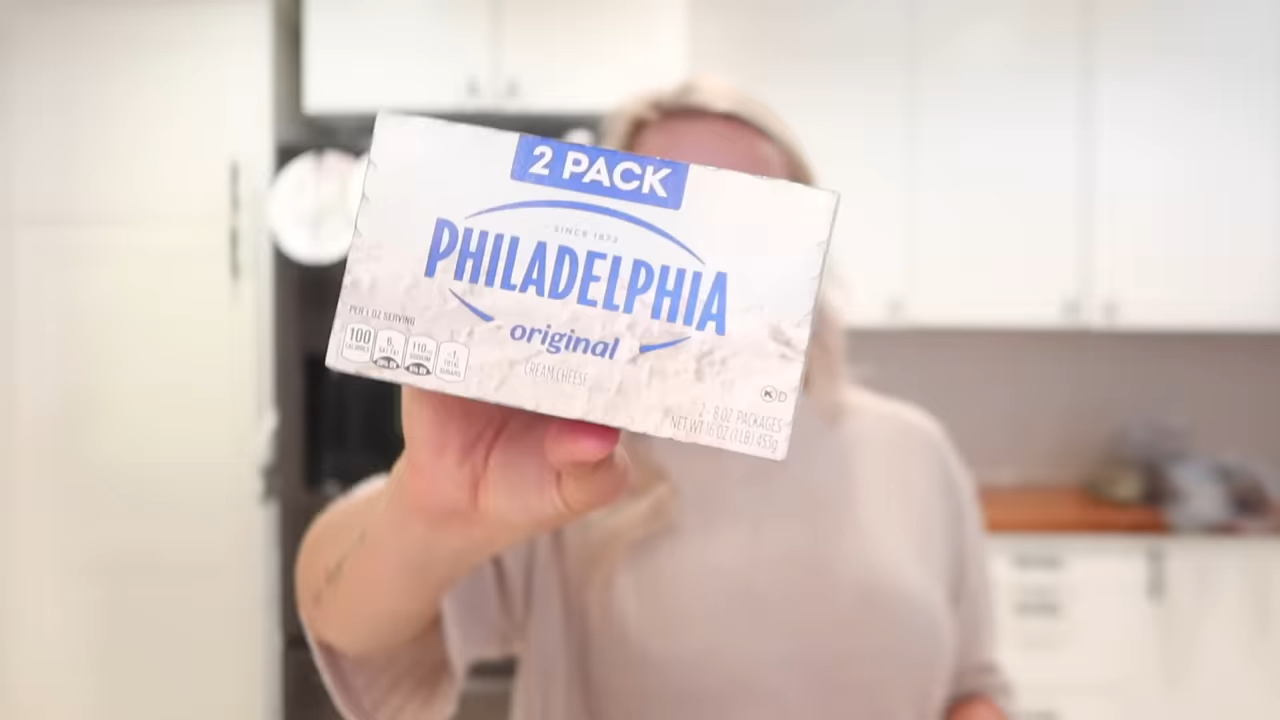 2 PACK
SINCE 1872
PHILADELPHIA
original
CREAM CHEESE
PER 1 OZ SERVING
100
CALORIES
6g
SAT FAT
110mg
SODIUM
<1g
TOTAL
SUGARS
K D
2 - 8 OZ PACKAGES
NET WT 16 OZ (1 LB) 453g